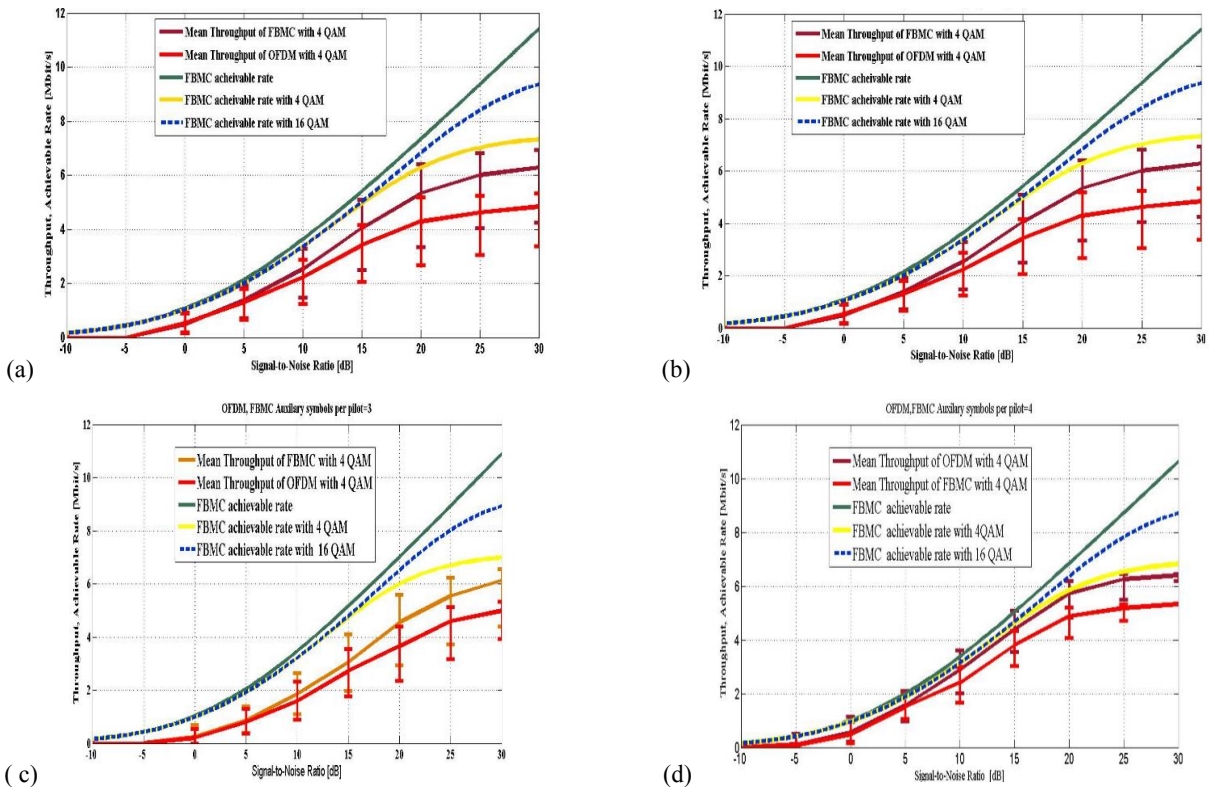 (a)
Throughput, Achievable Rate [Mbit/s]
12
10
8
6
4
2
0
Mean Throughput of FBMC with 4 QAM
Mean Throughput of OFDM with 4 QAM
FBMC acheivable rate
FBMC acheivable rate with 4 QAM
FBMC acheivable rate with 16 QAM
-10 -5 0 5 10 15 20 25 30
Signal-to-Noise Ratio [dB]
(b)
Throughput, Achievable Rate [Mbit/s]
12
10
8
6
4
2
0
Mean Throughput of FBMC with 4 QAM
Mean Throughput of OFDM with 4 QAM
FBMC acheivable rate
FBMC acheivable rate with 4 QAM
FBMC acheivable rate with 16 QAM
-10 -5 0 5 10 15 20 25 30
Signal-to-Noise Ratio [dB]
( c)
OFDM, FBMC Auxilary symbols per pilot=3
Throughput, Achievable Rate [Mbit/s]
12
10
8
6
4
2
0
Mean Throughput of FBMC with 4 QAM
Mean Throughput of OFDM with 4 QAM
FBMC achievable rate
FBMC achievable rate with 4 QAM
FBMC achievable rate with 16 QAM
-10 -5 0 5 10 15 20 25 30
Signal-to-Noise Ratio [dB]
(d)
OFDM,FBMC Auxilary symbols per pilot=4
Throughput, Achievable Rate [Mbit/s]
12
10
8
6
4
2
0
Mean Throughput of OFDM with 4 QAM
Mean Throughput of FBMC with 4 QAM
FBMC achievable rate
FBMC achievable rate with 4QAM
FBMC achievable rate with 16 QAM
-10 -5 0 5 10 15 20 25 30
Signal-to-Noise Ratio [dB]